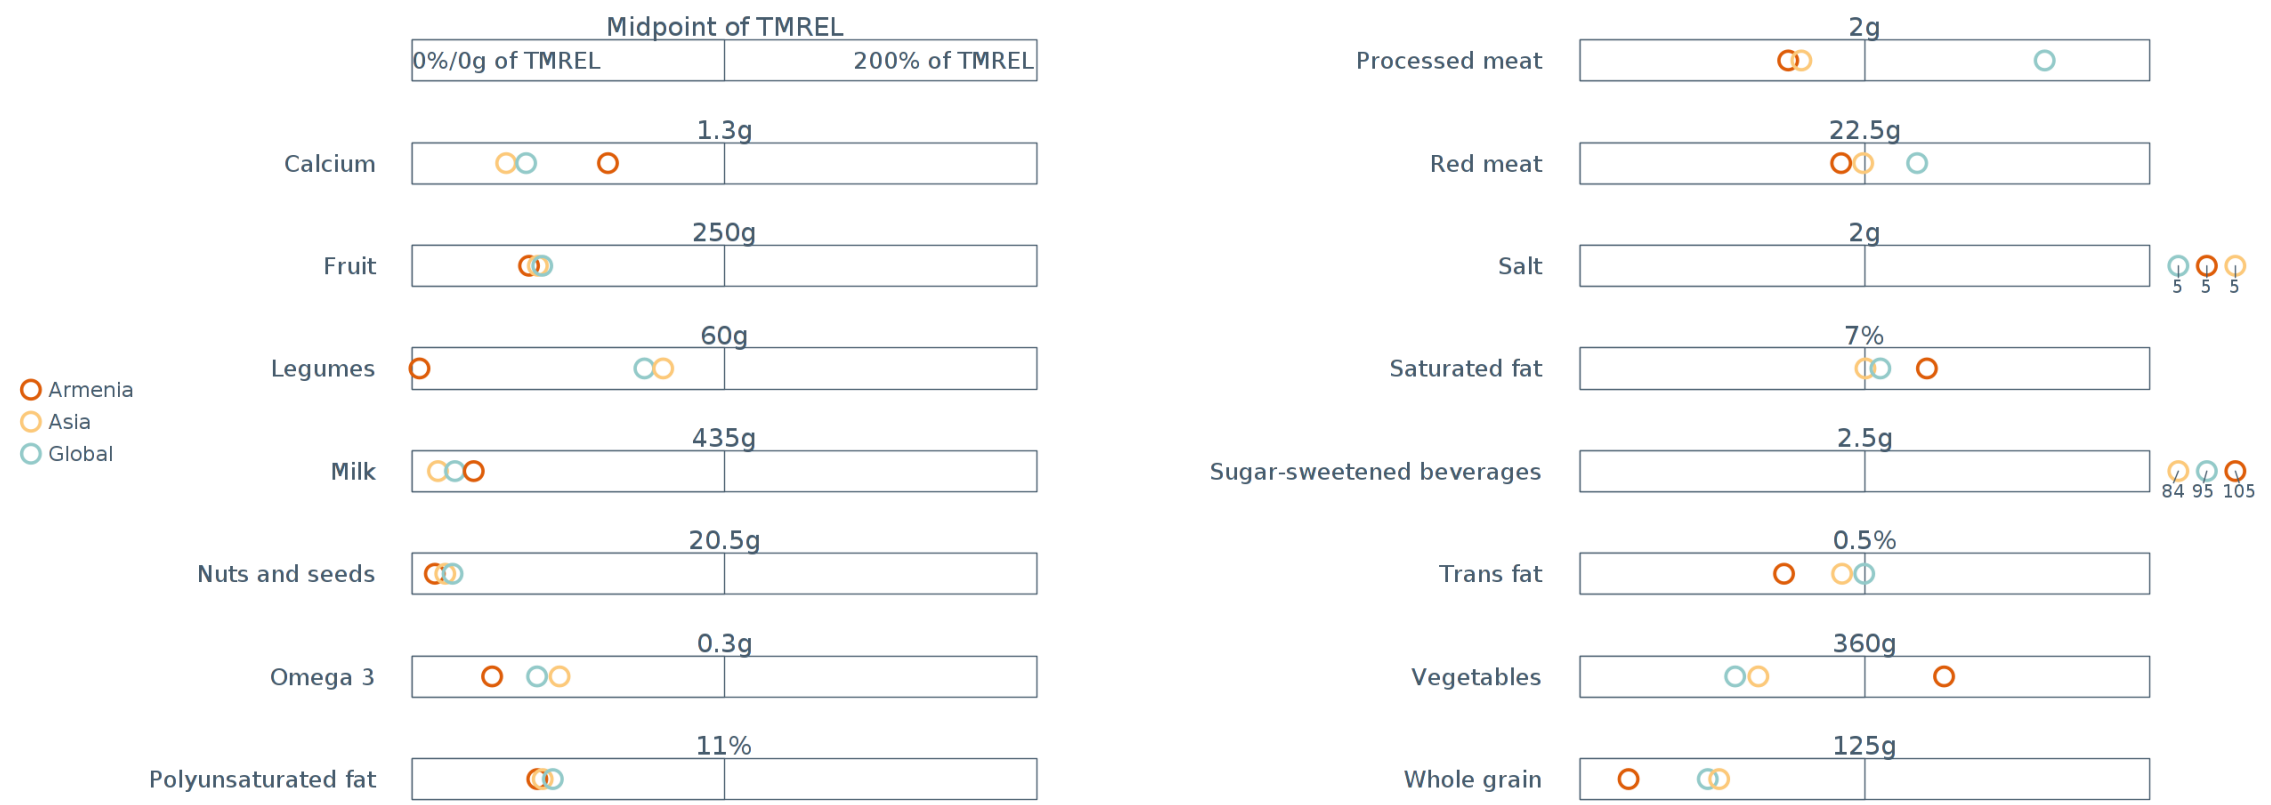 Midpoint of TMREL
0%/0g of TMREL 200% of TMREL
1.3g
Calcium
250g
Fruit
60g
Legumes
435g
Milk
20.5g
Nuts and seeds
0.3g
Omega 3
11%
Polyunsaturated fat
Armenia
Asia
Global
2g
Processed meat
22.5g
Red meat
2g
Salt
5 5 5
7%
Saturated fat
2.5g
Sugar-sweetened beverages
84 95 105
0.5%
Trans fat
360g
Vegetables
125g
Whole grain